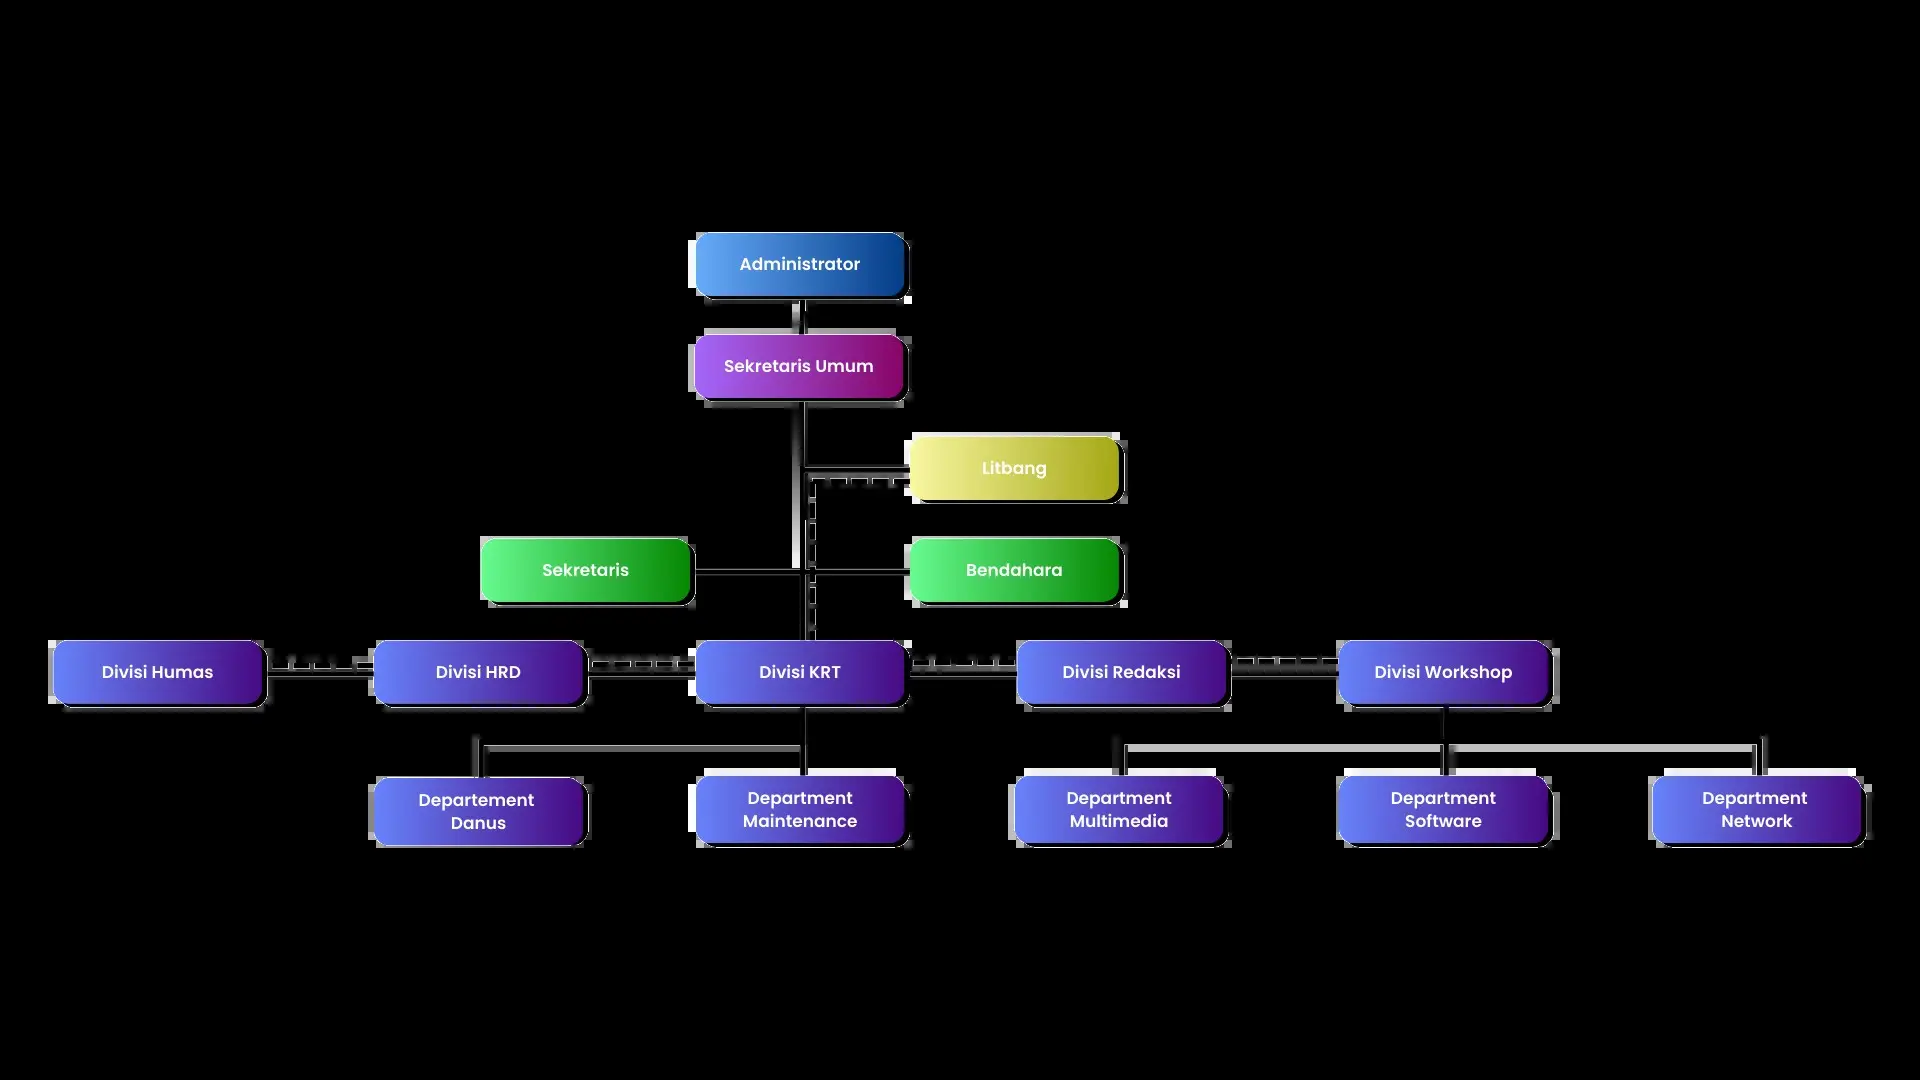 Administrator
Sekretaris Umum
Litbang
Sekretaris
Bendahara
Divisi Humas
Divisi HRD
Divisi KRT
Divisi Redaksi
Divisi Workshop
Departement
Danus
Department
Maintenance
Department
Multimedia
Department
Software
Department
Network